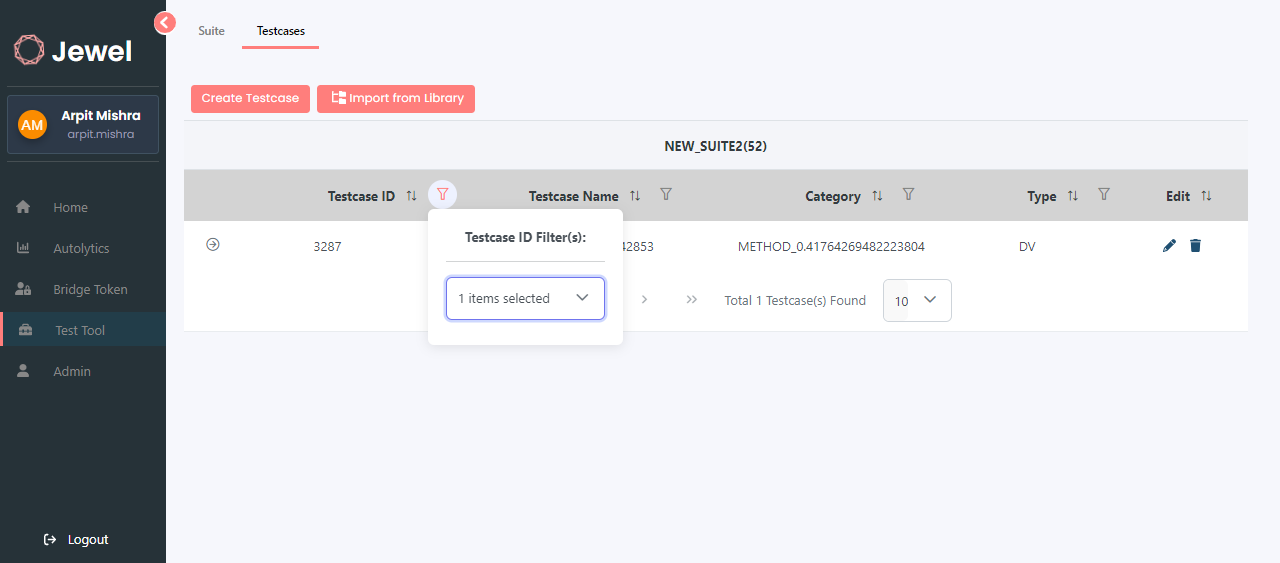 Jewel
AM
Arpit Mishra
arpit.mishra
Home
Autolytics
Bridge Token
Test Tool
Admin
Logout
Suite
Testcases
Create Testcase
Import from Library
NEW_SUITE2(52)
Testcase ID
Testcase Name
Category
Type
Edit
3287
42853
METHOD_0.41764269482223804
DV
Testcase ID Filter(s):
1 items selected
Total 1 Testcase(s) Found
10